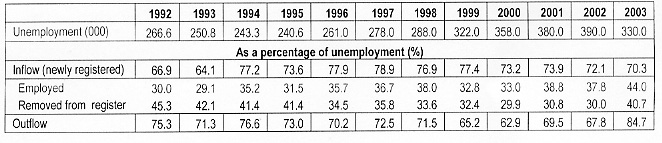 1992 1993 1994 1995 1996 1997 1998 1999 2000 2001 2002 2003
Unemployment (000) 266.6 250.8 243.3 240.6 261.0 278.0 288.0 322.0 358.0 380.0 390.0 330.0
As a percentage of unemployment (%)
Inflow (newly registered) 66.9 64.1 77.2 73.6 77.9 78.9 76.9 77.4 73.2 73.9 72.1 70.3
Employed 30.0 29.1 35.2 31.5 35.7 36.7 38.0 32.8 33.0 38.8 37.8 44.0
Removed from register 45.3 42.1 41.4 41.4 34.5 35.8 33.6 32.4 29.9 30.8 30.0 40.7
Outflow 75.3 71.3 76.6 73.0 70.2 72.5 71.5 65.2 62.9 69.5 67.8 84.7